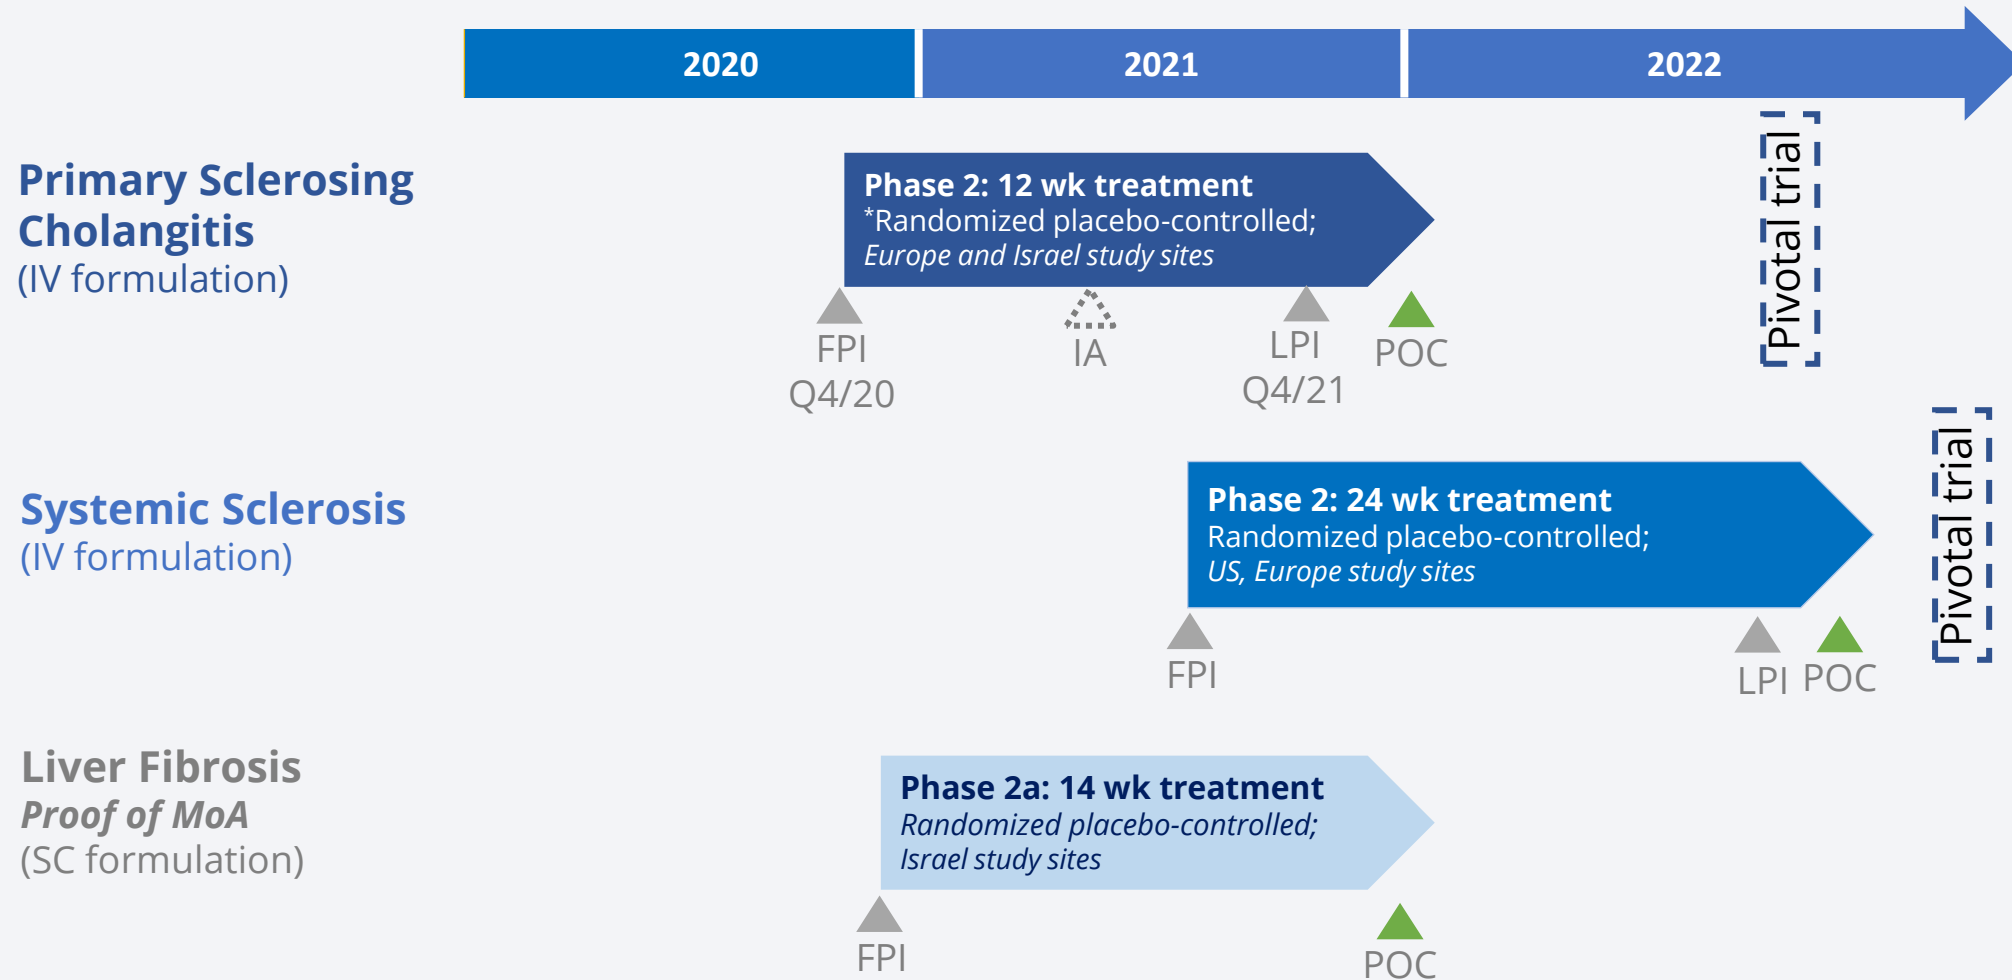 2020
2021
2022
Primary Sclerosing
Cholangitis
(IV formulation)
Phase 2: 12 wk treatment
*Randomized placebo-controlled;
Europe and Israel study sites
FPI
Q4/20
IA
LPI
Q4/21
POC
Pivotal trial
Systemic Sclerosis
(IV formulation)
Phase 2: 24 wk treatment
Randomized placebo-controlled;
US, Europe study sites
FPI
LPI
POC
Pivotal trial
Liver Fibrosis
Proof of MoA
(SC formulation)
Phase 2a: 14 wk treatment
Randomized placebo-controlled;
Israel study sites
FPI
POC